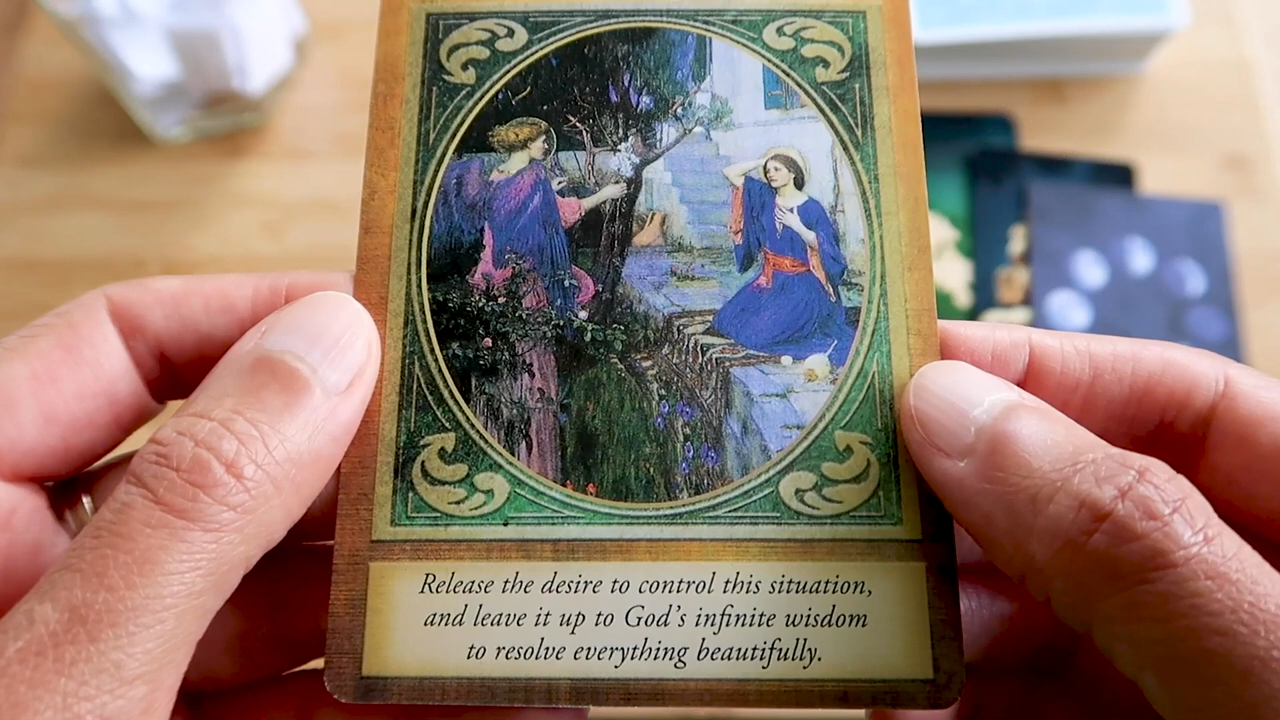 Release the desire to control this situation,
and leave it up to God's infinite wisdom
to resolve everything beautifully.